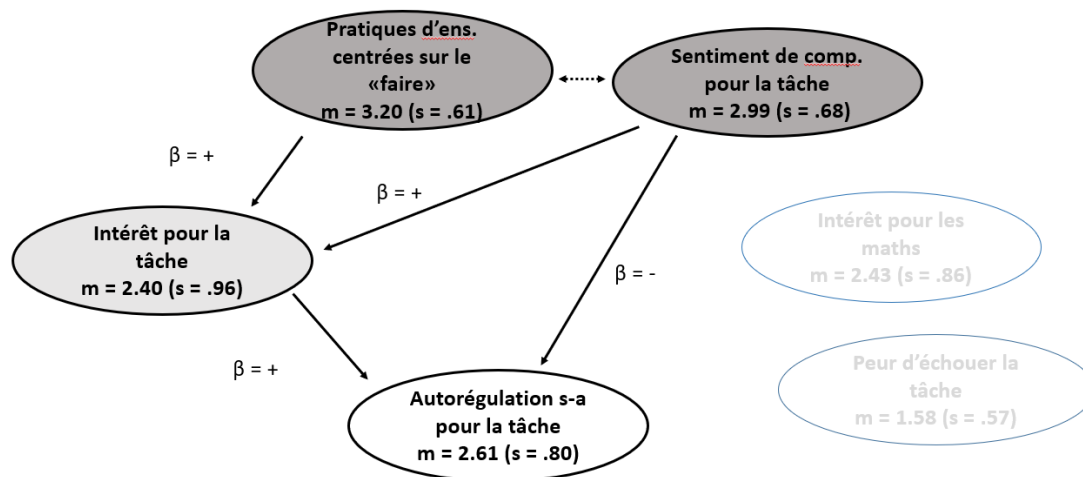 Pratiques d’ens.
centrées sur le
«faire»
m = 3.20 (s = .61)
Sentiment de comp.
pour la tâche
m = 2.99 (s = .68)
β = +
β = +
Intérêt pour la
tâche
m = 2.40 (s = .96)
Intérêt pour les
maths
m = 2.43 (s = .86)
β = -
β = +
Peur d’échouer la
tâche
m = 1.58 (s = .57)
Autorégulation s-a
pour la tâche
m = 2.61 (s = .80)